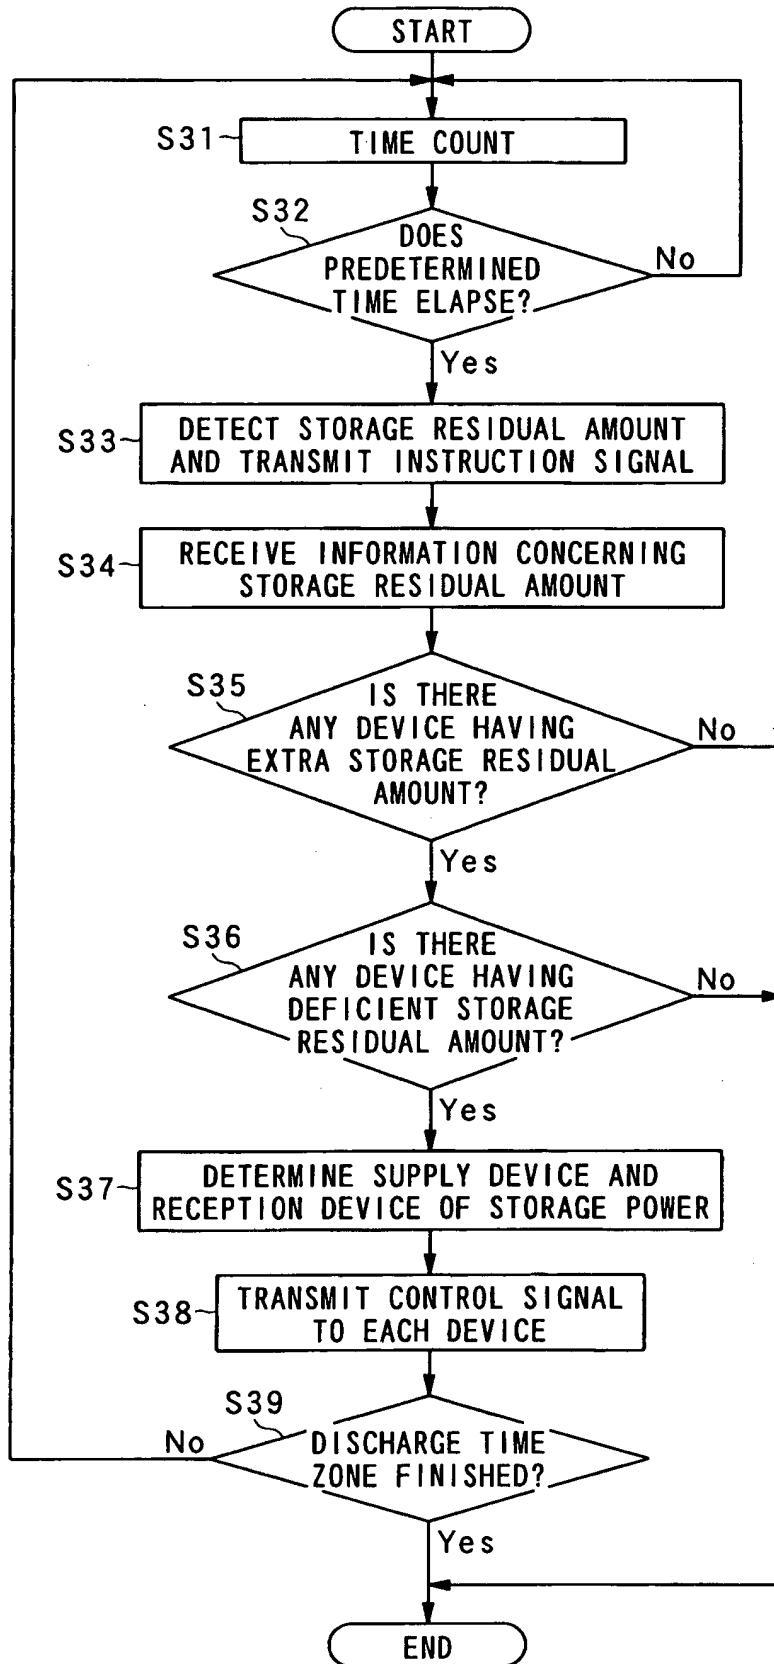 START
S31
TIME COUNT
S32
DOES
PREDETERMINED
TIME ELAPSE?
No
Yes
S33
DETECT STORAGE RESIDUAL AMOUNT
AND TRANSMIT INSTRUCTION SIGNAL
S34
RECEIVE INFORMATION CONCERNING
STORAGE RESIDUAL AMOUNT
S35
IS THERE
ANY DEVICE HAVING
EXTRA STORAGE RESIDUAL
AMOUNT?
No
Yes
S36
IS THERE
ANY DEVICE HAVING
DEFICIENT STORAGE
RESIDUAL AMOUNT?
No
Yes
S37
DETERMINE SUPPLY DEVICE AND
RECEPTION DEVICE OF STORAGE POWER
S38
TRANSMIT CONTROL SIGNAL
TO EACH DEVICE
S39
No
DISCHARGE TIME
ZONE FINISHED?
Yes
END